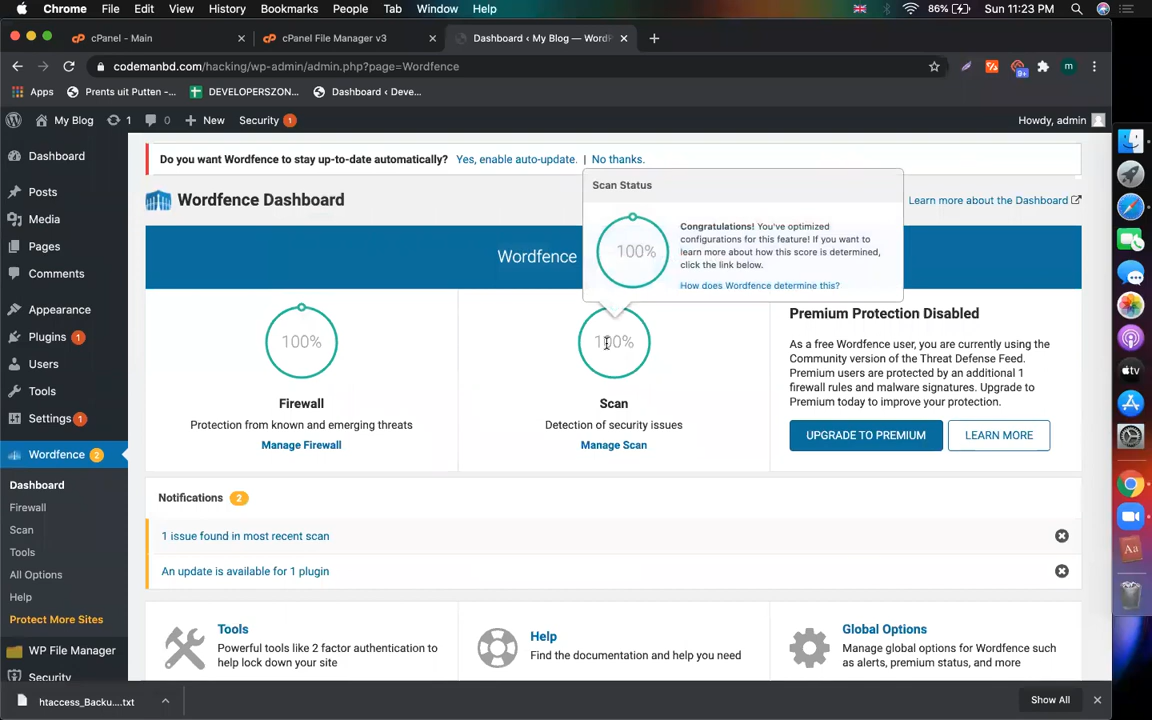 Chrome File Edit View History Bookmarks People Tab Window Help 86% Sun 11:23 PM
cPanel - Main
cPanel File Manager v3
Dashboard ‹ My Blog — Word
codemanbd.com/hacking/wp-admin/admin.php?page=Wordfence
9+
m
Apps Prents uit Putten -... DEVELOPERSZON... Dashboard ‹ Deve...
My Blog 1 0 New Security 1 Howdy, admin
Dashboard
Posts
Media
Pages
Comments
Appearance
Plugins 1
Users
Tools
Settings 1
Wordfence 2
Dashboard
Firewall
Scan
Tools
All Options
Help
Protect More Sites
WP File Manager
Security
Do you want Wordfence to stay up-to-date automatically? Yes, enable auto-update. | No thanks.
Wordfence Dashboard
Learn more about the Dashboard
Wordfence
Scan Status
100%
Congratulations! You've optimized
configurations for this feature! If you want to
learn more about how this score is determined,
click the link below.
How does Wordfence determine this?
100%
Firewall
Protection from known and emerging threats
Manage Firewall
100%
Scan
Detection of security issues
Manage Scan
Premium Protection Disabled
As a free Wordfence user, you are currently using the
Community version of the Threat Defense Feed.
Premium users are protected by an additional 1
firewall rules and malware signatures. Upgrade to
Premium today to improve your protection.
UPGRADE TO PREMIUM
LEARN MORE
Notifications 2
1 issue found in most recent scan
An update is available for 1 plugin
Tools
Powerful tools like 2 factor authentication to
help lock down your site
Help
Find the documentation and help you need
Global Options
Manage global options for Wordfence such
as alerts, premium status, and more
htaccess_Backu....txt
Show All
tv
Aa